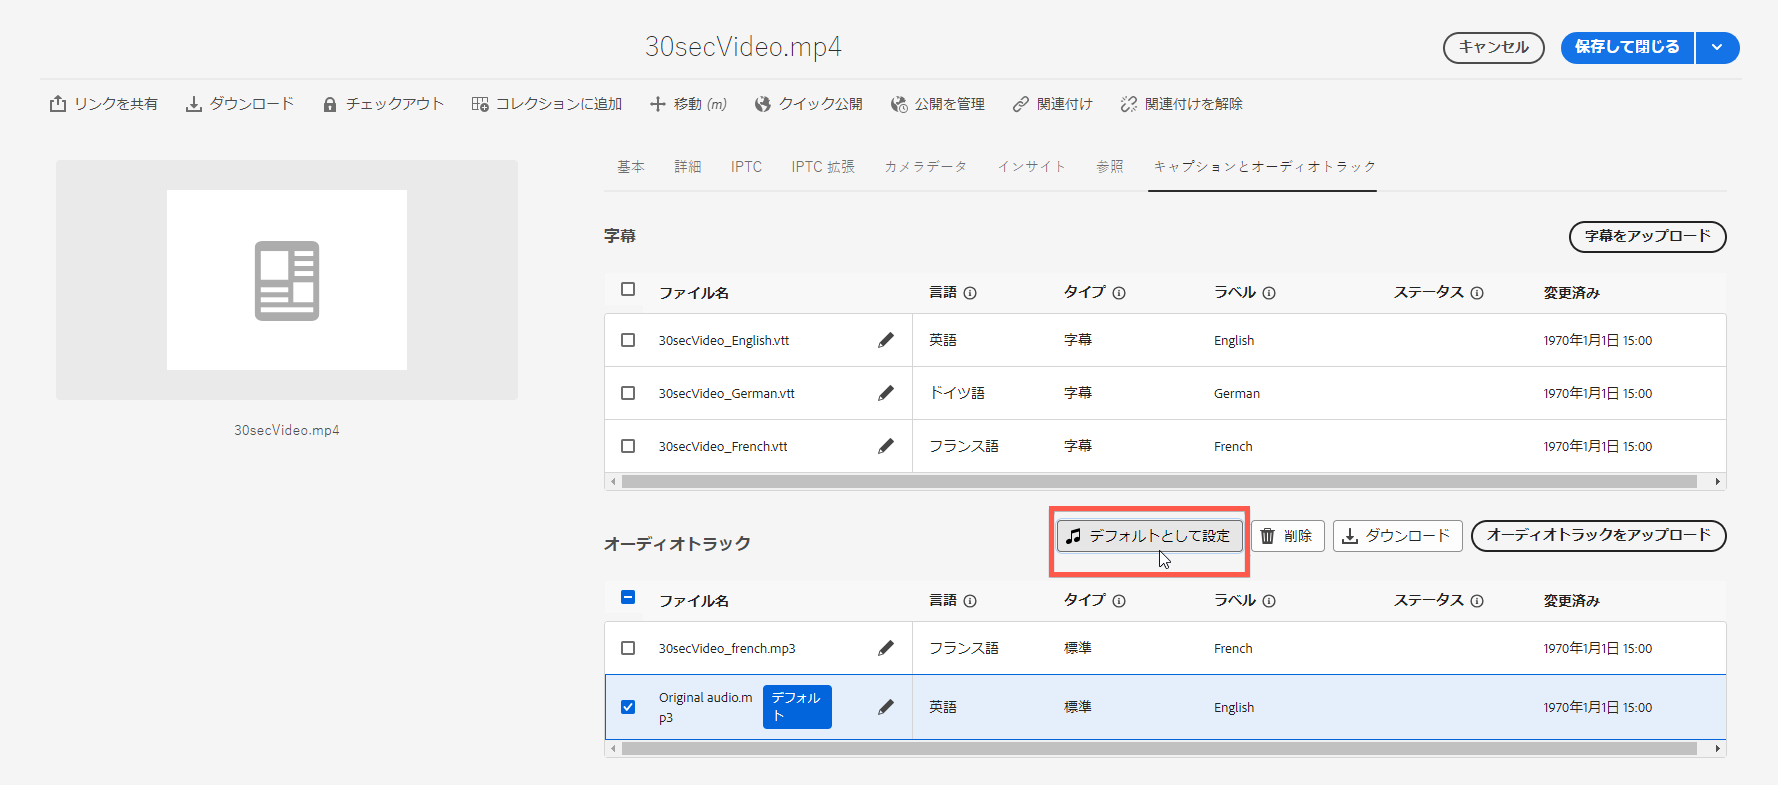 30secVideo.mp4
キャンセル
保存して閉じる
リンクを共有 ダウンロード チェックアウト コレクションに追加 移動 (m) クイック公開 公開を管理 関連付け 関連付けを解除
基本 詳細 IPTC IPTC 拡張 カメラデータ インサイト 参照 キャプションとオーディオトラック
30secVideo.mp4
字幕 字幕をアップロード
ファイル名 言語 タイプ ラベル ステータス 変更済み
30secVideo_English.vtt 英語 字幕 English 1970年1月1日 15:00
30secVideo_German.vtt ドイツ語 字幕 German 1970年1月1日 15:00
30secVideo_French.vtt フランス語 字幕 French 1970年1月1日 15:00
オーディオトラック デフォルトとして設定 削除 ダウンロード オーディオトラックをアップロード
ファイル名 言語 タイプ ラベル ステータス 変更済み
30secVideo_french.mp3 フランス語 標準 French 1970年1月1日 15:00
Original audio.m
p3
デフォル
ト
英語 標準 English 1970年1月1日 15:00